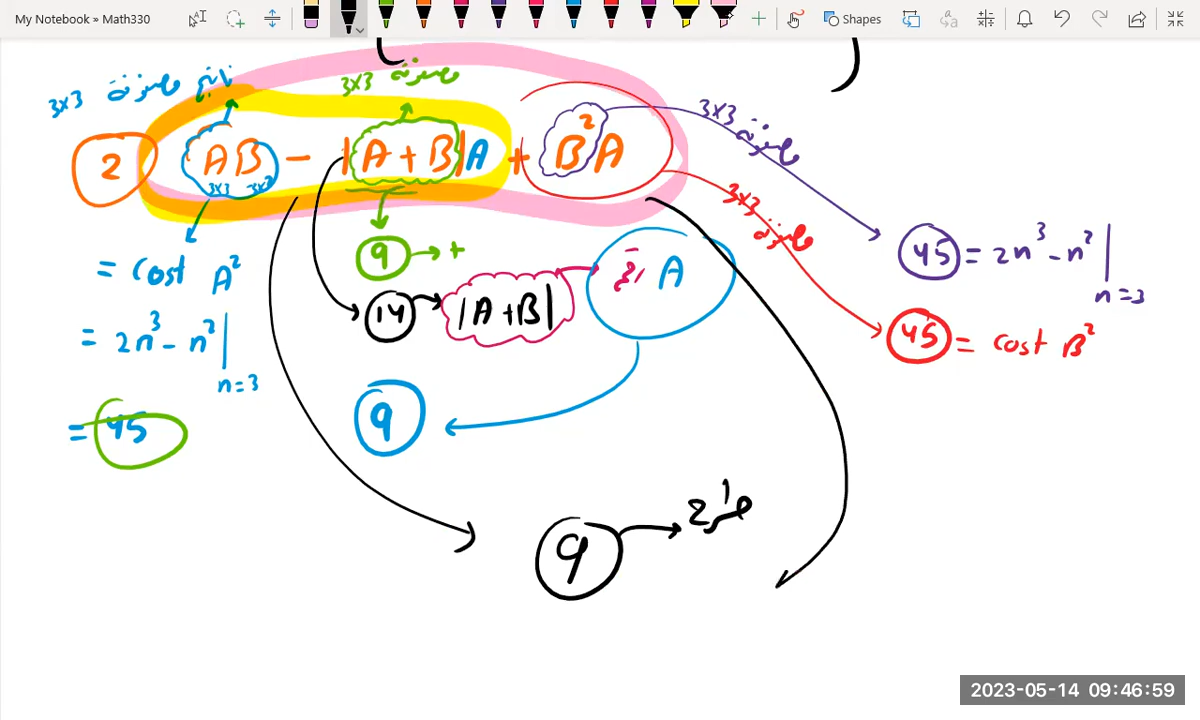 My Notebook » Math330
Shapes
3x3 مصفوفة ناتج
3x3 مصفوفة
3x3 مصفوفة
2 AB - |A + B|A + B² A
3x3 3x3
3x3 مصفوفة
9 → +
= cost A²
14 → |A+B|
A
45 = 2n³ - n² | n=3
45 = cost B²
= 2n³ - n² | n=3
9
= 45
9 → ضرب
2023-05-14 09:46:59